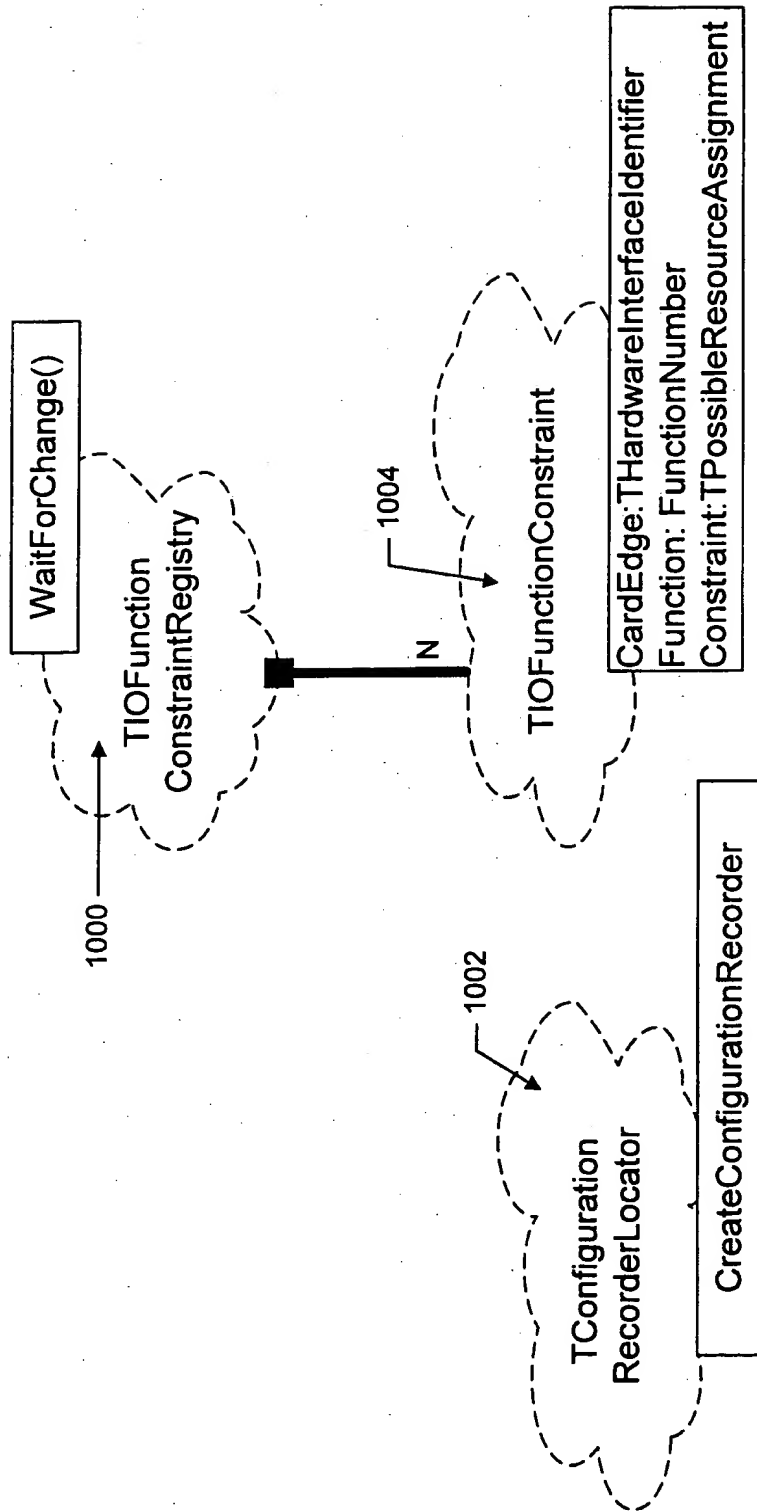 WaitForChange()
1000
TIOFunction
ConstraintRegistry
N
1002
TConfiguration
RecorderLocator
CreateConfigurationRecorder
1004
TIOFunctionConstraint
CardEdge:THardwareInterfaceIdentifier
Function: FunctionNumber
Constraint:TPossibleResourceAssignment